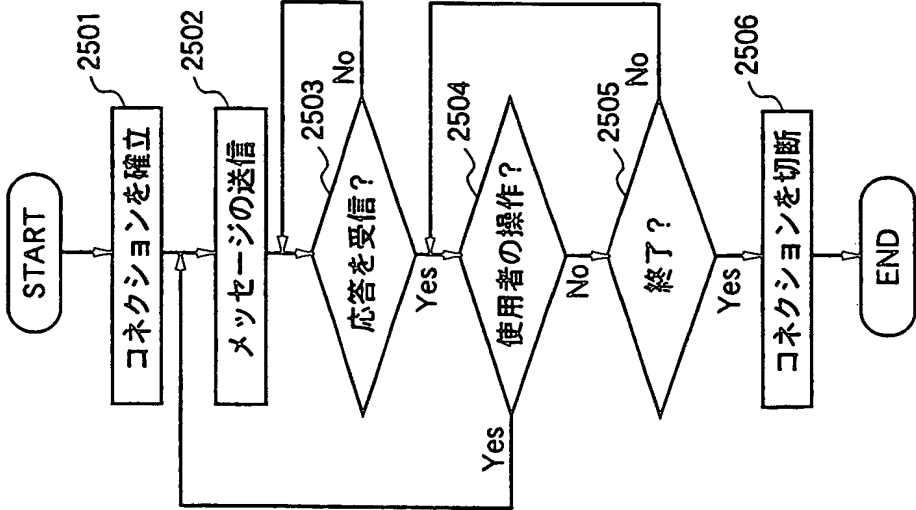 START
コネクションを確立
2501
メッセージの送信
2502
応答を受信?
2503
No
Yes
使用者の操作?
2504
Yes
No
終了?
2505
No
Yes
コネクションを切断
2506
END